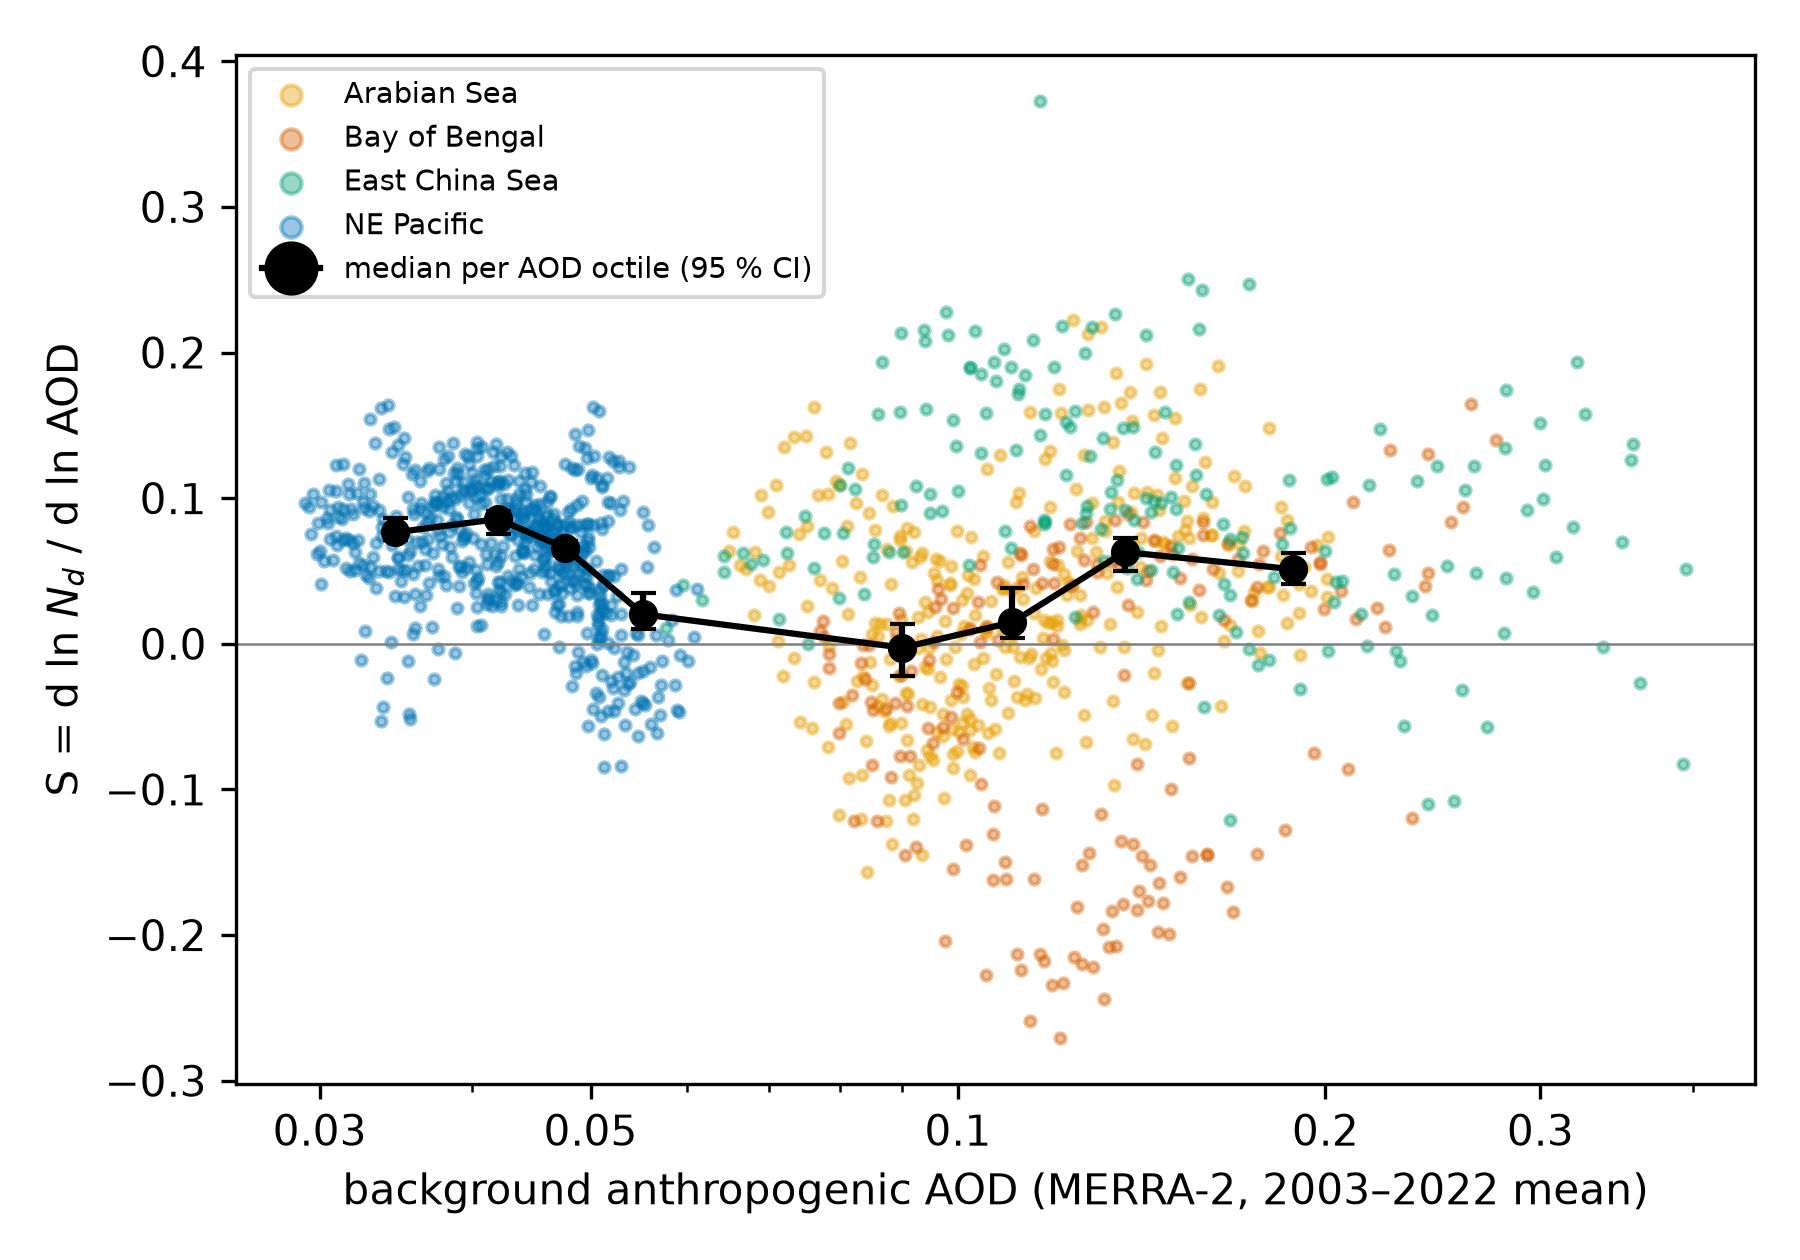 0.4
0.3
0.2
0.1
0.0
−0.1
−0.2
−0.3
S = d ln N_d / d ln AOD
Arabian Sea
Bay of Bengal
East China Sea
NE Pacific
median per AOD octile (95 % CI)
0.03
0.05
0.1
0.2
0.3
background anthropogenic AOD (MERRA-2, 2003–2022 mean)